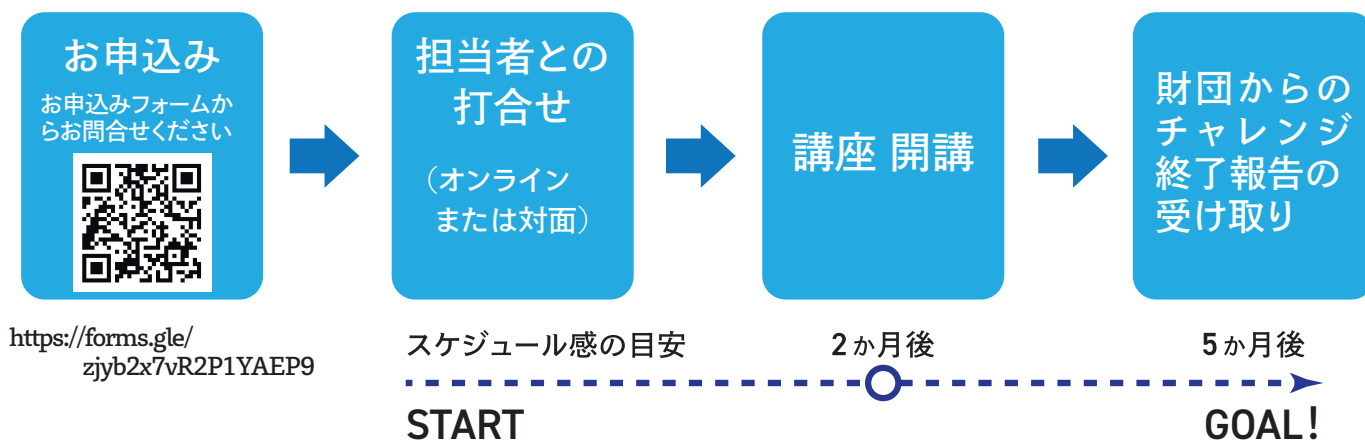 お申込み
お申込みフォームか
らお問合せください
https://forms.gle/
zjyb2x7vR2P1YAEP9
担当者との
打合せ
（オンライン
または対面）
講座 開講
財団からの
チャレンジ
終了報告の
受け取り
スケジュール感の目安
2か月後
5か月後
START
GOAL!